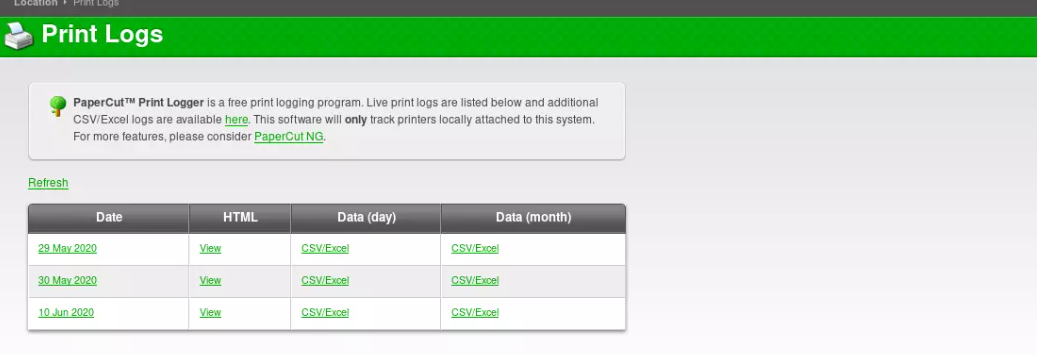 Location Print Logs
Print Logs
PaperCut™ Print Logger is a free print logging program. Live print logs are listed below and additional
CSV/Excel logs are available here. This software will only track printers locally attached to this system.
For more features, please consider PaperCut NG.
Refresh
Date HTML Data (day) Data (month)
29 May 2020 View CSV/Excel CSV/Excel
30 May 2020 View CSV/Excel CSV/Excel
10 Jun 2020 View CSV/Excel CSV/Excel